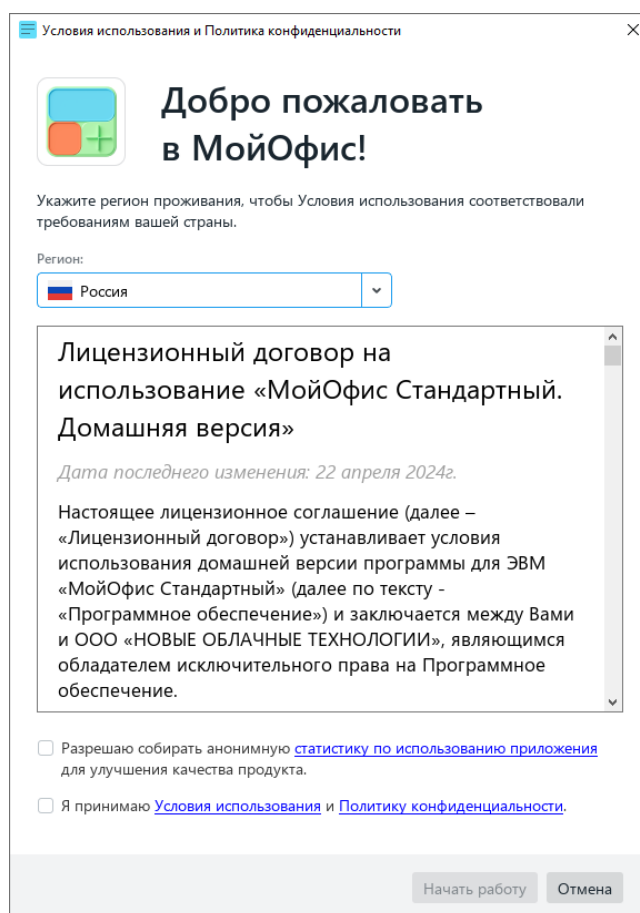 Условия использования и Политика конфиденциальности
Добро пожаловать
в МойОфис!
Укажите регион проживания, чтобы Условия использования соответствовали
требованиям вашей страны.
Регион:
Россия
Лицензионный договор на
использование «МойОфис Стандартный.
Домашняя версия»
Дата последнего изменения: 22 апреля 2024г.
Настоящее лицензионное соглашение (далее –
«Лицензионный договор») устанавливает условия
использования домашней версии программы для ЭВМ
«МойОфис Стандартный» (далее по тексту -
«Программное обеспечение») и заключается между Вами
и ООО «НОВЫЕ ОБЛАЧНЫЕ ТЕХНОЛОГИИ», являющимся
обладателем исключительного права на Программное
обеспечение.
Разрешаю собирать анонимную статистику по использованию приложения
для улучшения качества продукта.
Я принимаю Условия использования и Политику конфиденциальности.
Начать работу Отмена